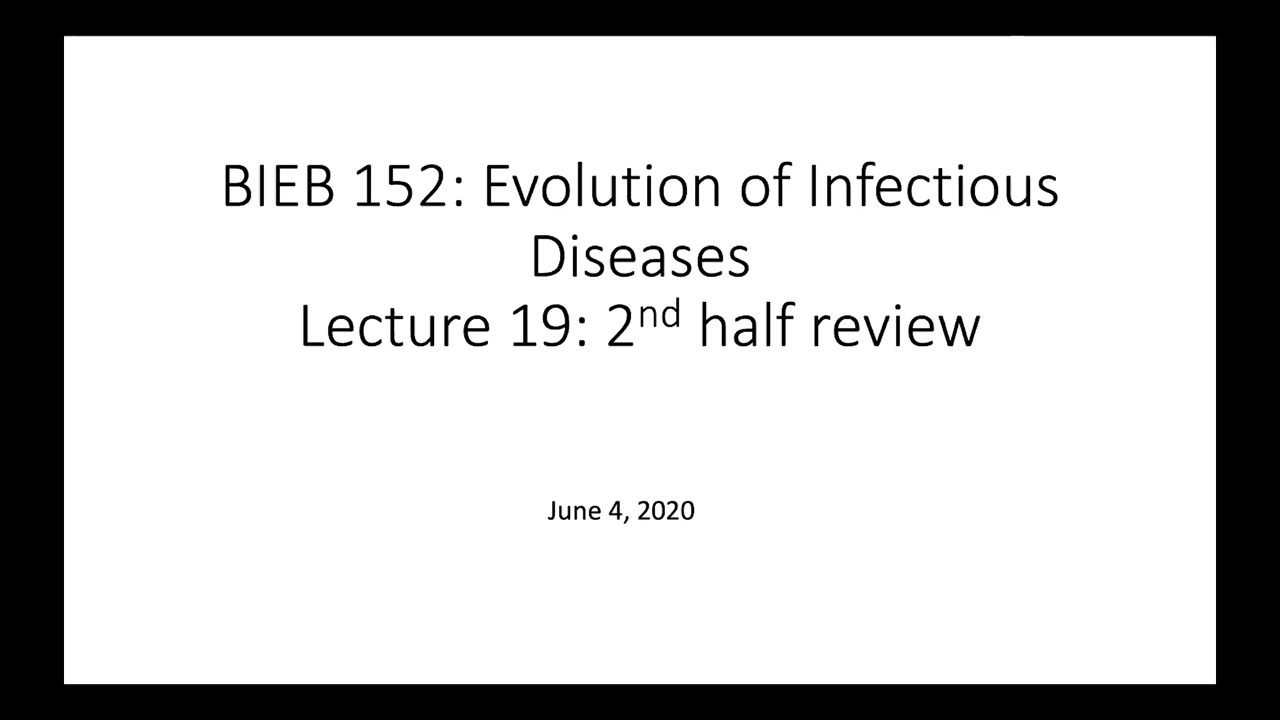 BIEB 152: Evolution of Infectious
Diseases
Lecture 19: 2nd half review
June 4, 2020